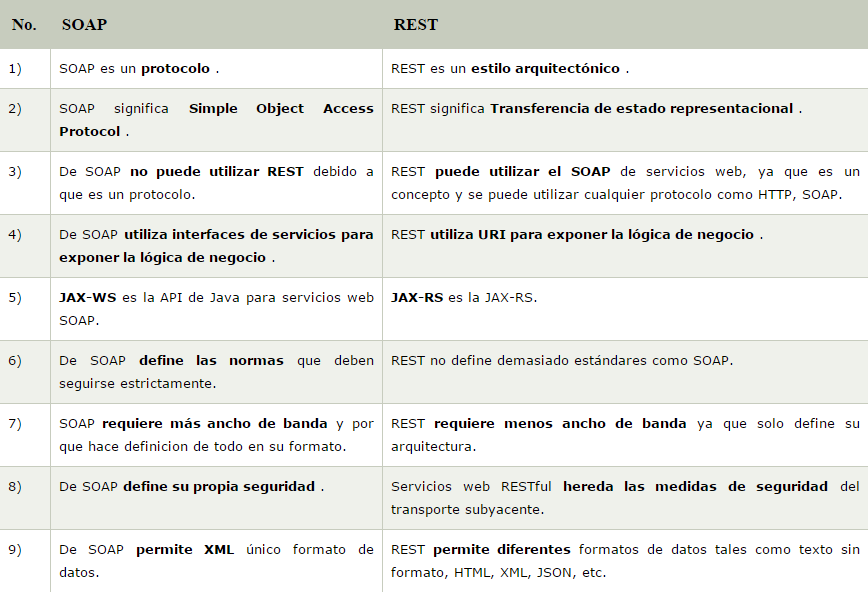 No. SOAP REST
1) SOAP es un protocolo . REST es un estilo arquitectónico .
2) SOAP significa Simple Object Access
Protocol .
REST significa Transferencia de estado representacional .
3) De SOAP no puede utilizar REST debido a
que es un protocolo.
REST puede utilizar el SOAP de servicios web, ya que es un
concepto y se puede utilizar cualquier protocolo como HTTP, SOAP.
4) De SOAP utiliza interfaces de servicios para
exponer la lógica de negocio .
REST utiliza URI para exponer la lógica de negocio .
5) JAX-WS es la API de Java para servicios web
SOAP.
JAX-RS es la JAX-RS.
6) De SOAP define las normas que deben
seguirse estrictamente.
REST no define demasiado estándares como SOAP.
7) SOAP requiere más ancho de banda y por
que hace definicion de todo en su formato.
REST requiere menos ancho de banda ya que solo define su
arquitectura.
8) De SOAP define su propia seguridad .
Servicios web RESTful hereda las medidas de seguridad del
transporte subyacente.
9) De SOAP permite XML único formato de
datos.
REST permite diferentes formatos de datos tales como texto sin
formato, HTML, XML, JSON, etc.